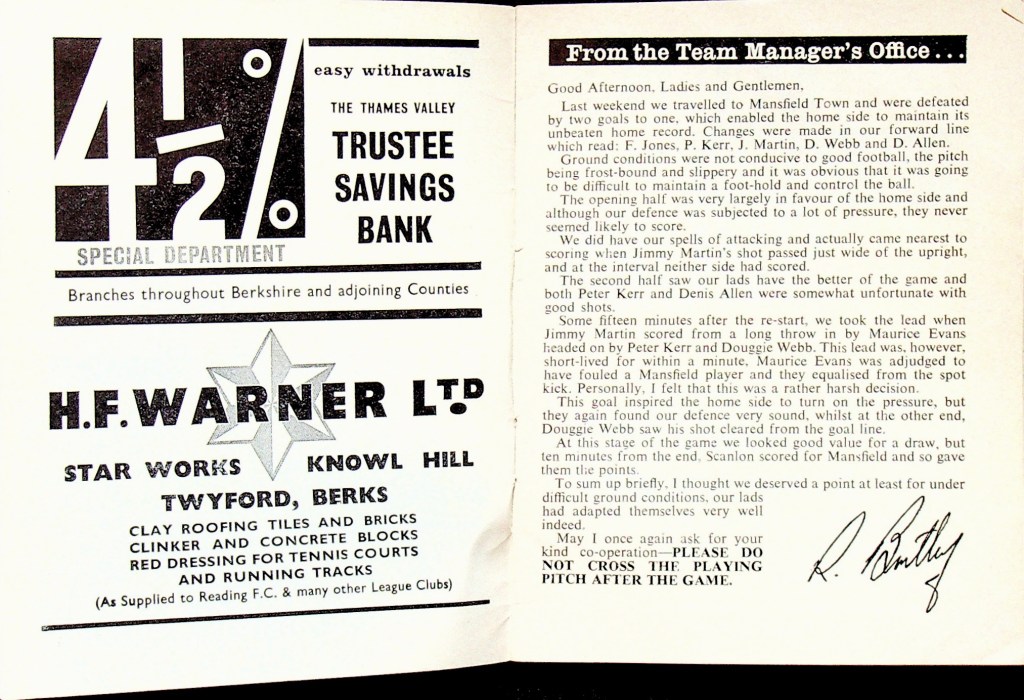 4½%
easy withdrawals
THE THAMES VALLEY
TRUSTEE
SAVINGS
BANK
SPECIAL DEPARTMENT
Branches throughout Berkshire and adjoining Counties
H.F. WARNER LTD
STAR WORKS KNOWL HILL
TWYFORD, BERKS
CLAY ROOFING TILES AND BRICKS
CLINKER AND CONCRETE BLOCKS
RED DRESSING FOR TENNIS COURTS
AND RUNNING TRACKS
(As Supplied to Reading F.C. & many other League Clubs)
From the Team Manager's Office...
Good Afternoon, Ladies and Gentlemen,
Last weekend we travelled to Mansfield Town and were defeated
by two goals to one, which enabled the home side to maintain its
unbeaten home record. Changes were made in our forward line
which read: F. Jones, P. Kerr, J. Martin, D. Webb and D. Allen.
Ground conditions were not conducive to good football, the pitch
being frost-bound and slippery and it was obvious that it was going
to be difficult to maintain a foot-hold and control the ball.
The opening half was very largely in favour of the home side and
although our defence was subjected to a lot of pressure, they never
seemed likely to score.
We did have our spells of attacking and actually came nearest to
scoring when Jimmy Martin's shot passed just wide of the upright,
and at the interval neither side had scored.
The second half saw our lads have the better of the game and
both Peter Kerr and Denis Allen were somewhat unfortunate with
good shots.
Some fifteen minutes after the re-start, we took the lead when
Jimmy Martin scored from a long throw in by Maurice Evans
headed on by Peter Kerr and Douggie Webb. This lead was, however,
short-lived for within a minute, Maurice Evans was adjudged to
have fouled a Mansfield player and they equalised from the spot
kick. Personally, I felt that this was a rather harsh decision.
This goal inspired the home side to turn on the pressure, but
they again found our defence very sound, whilst at the other end,
Douggie Webb saw his shot cleared from the goal line.
At this stage of the game we looked good value for a draw, but
ten minutes from the end, Scanlon scored for Mansfield and so gave
them the points.
To sum up briefly, I thought we deserved a point at least for under
difficult ground conditions, our lads
had adapted themselves very well
indeed.
May I once again ask for your
kind co-operation—PLEASE DO
NOT CROSS THE PLAYING
PITCH AFTER THE GAME.
R.